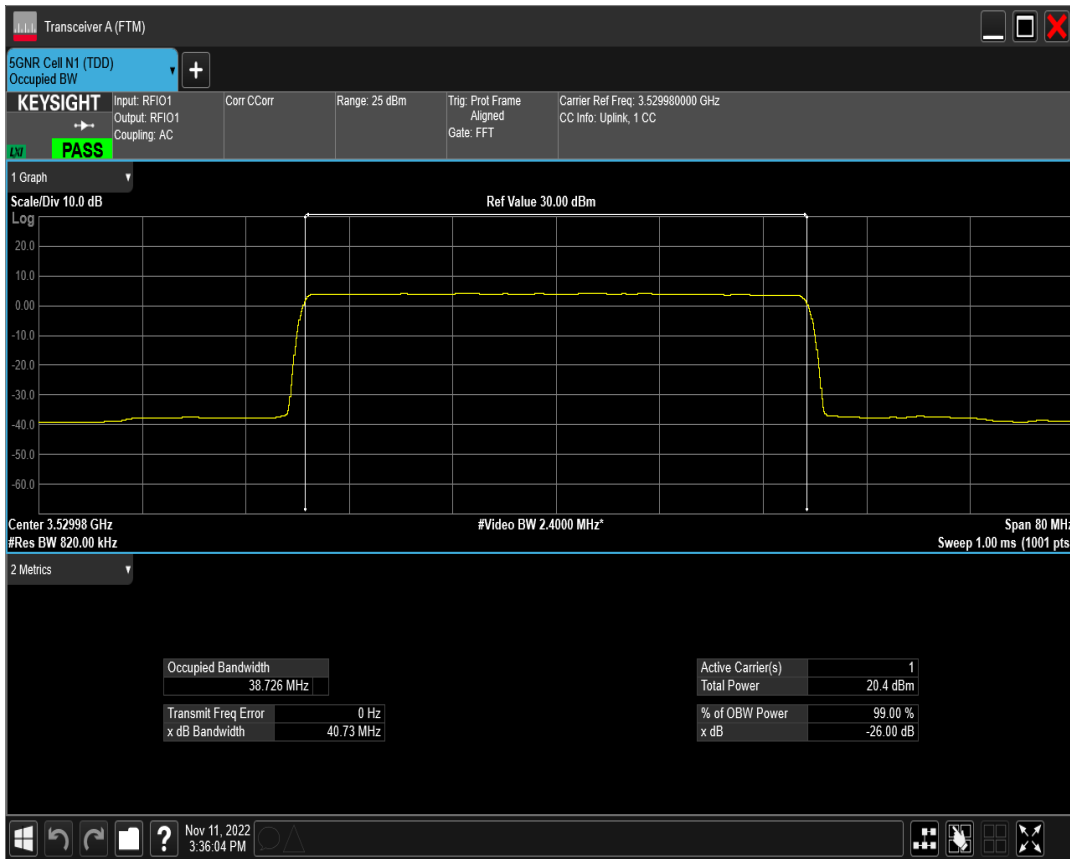 Transceiver A (FTM)
5GNR Cell N1 (TDD)
Occupied BW
+
KEYSIGHT
LXI
PASS
Input: RFIO1
Output: RFIO1
Coupling: AC
Corr CCorr
Range: 25 dBm
Trig: Prot Frame
Aligned
Gate: FFT
Carrier Ref Freq: 3.529980000 GHz
CC Info: Uplink, 1 CC
1 Graph
Scale/Div 10.0 dB
Ref Value 30.00 dBm
Log
20.0
10.0
0.00
-10.0
-20.0
-30.0
-40.0
-50.0
-60.0
Center 3.52998 GHz
#Video BW 2.4000 MHz*
Span 80 MHz
#Res BW 820.00 kHz
Sweep 1.00 ms (1001 pts
2 Metrics
Occupied Bandwidth
38.726 MHz
Transmit Freq Error 0 Hz
x dB Bandwidth 40.73 MHz
Active Carrier(s) 1
Total Power 20.4 dBm
% of OBW Power 99.00 %
x dB -26.00 dB
?
Nov 11, 2022
3:36:04 PM